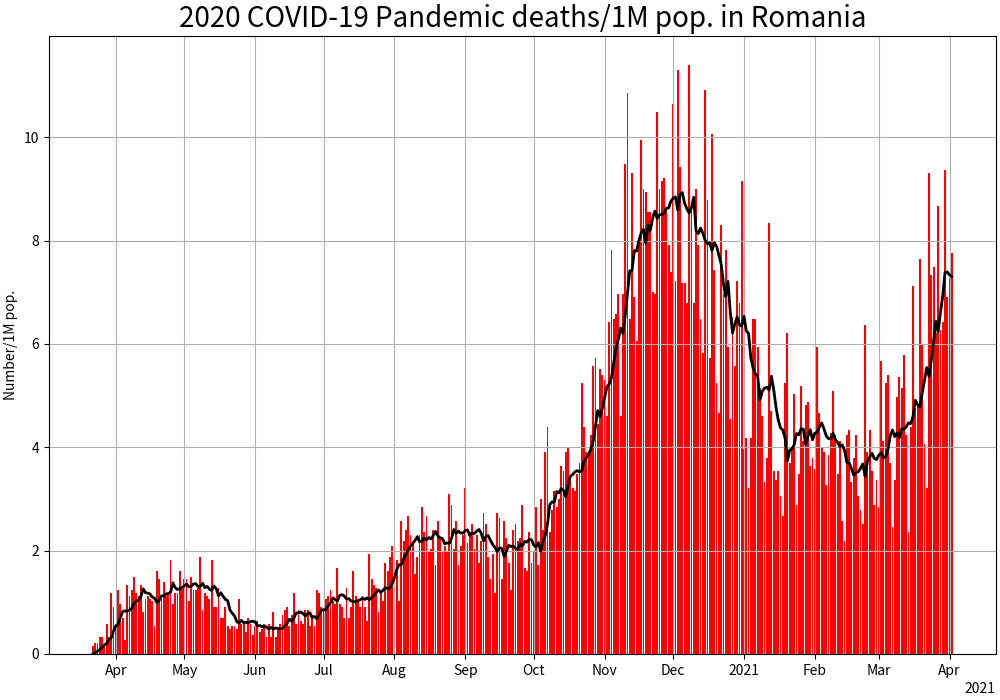 2020 COVID-19 Pandemic deaths/1M pop. in Romania
Number/1M pop.
10
8
6
4
2
0
Apr May Jun Jul Aug Sep Oct Nov Dec 2021 Feb Mar Apr
2021